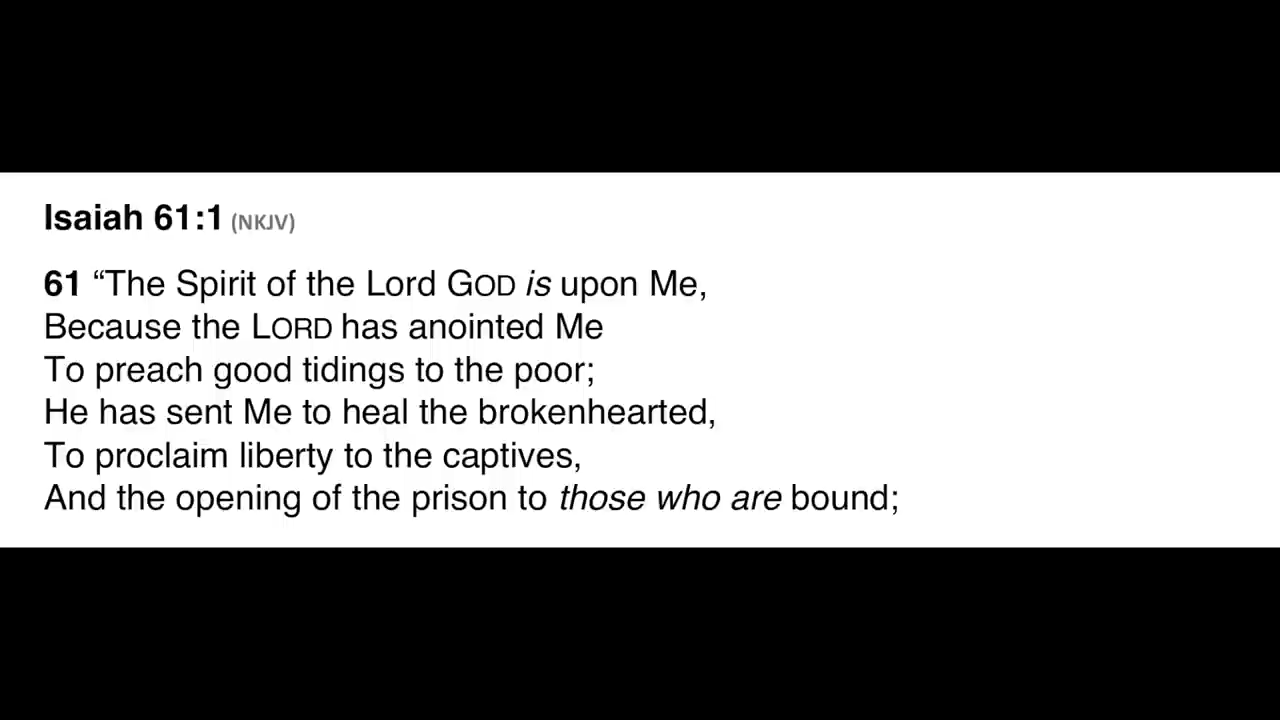 Isaiah 61:1 (NKJV)
61 “The Spirit of the Lord GOD is upon Me,
Because the LORD has anointed Me
To preach good tidings to the poor;
He has sent Me to heal the brokenhearted,
To proclaim liberty to the captives,
And the opening of the prison to those who are bound;